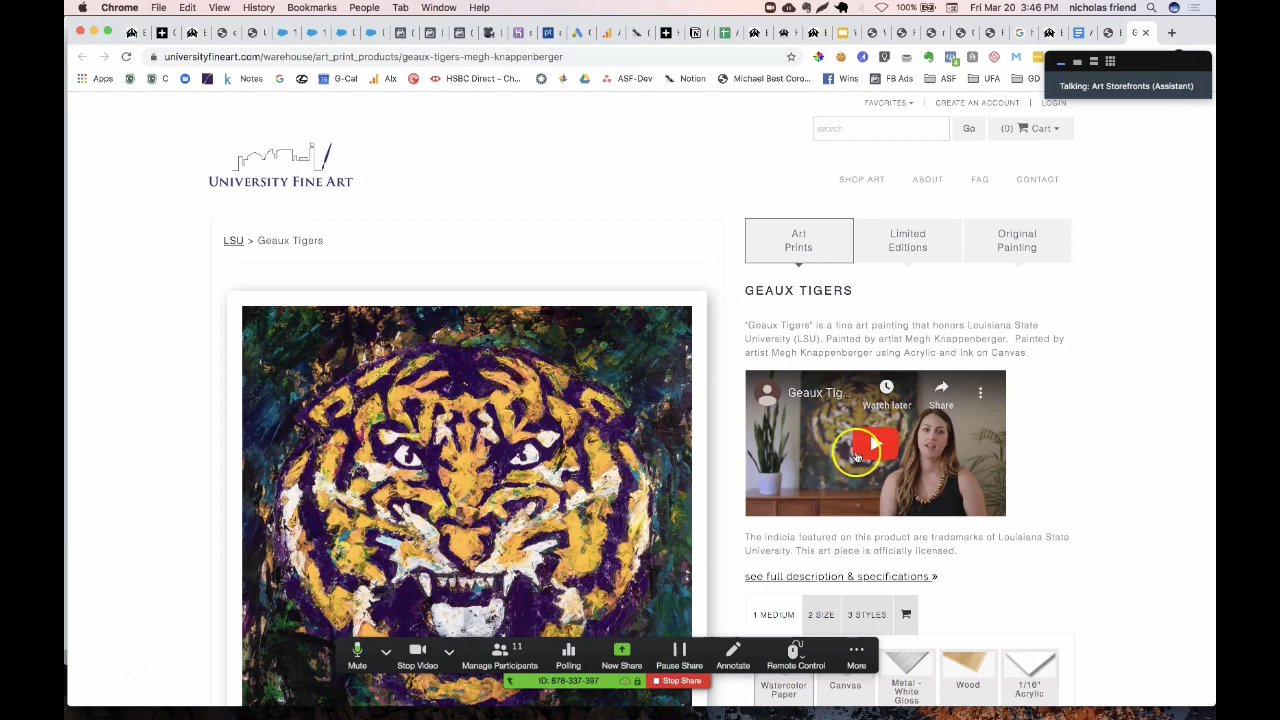 Chrome File Edit View History Bookmarks People Tab Window Help
100% Fri Mar 20 3:46 PM nicholas friend
universityfineart.com/warehouse/art_print_products/geaux-tigers-megh-knappenberger
Apps
Notes
HSBC Direct – Ch...
ASF-Dev
Notion
Michael Best Coro...
Wins
FB Ads
ASF
UFA
GD
Talking: Art Storefronts (Assistant)
FAVORITES
CREATE AN ACCOUNT
LOGIN
search
Go
(0) Cart
UNIVERSITY FINE ART
SHOP ART ABOUT FAQ CONTACT
LSU > Geaux Tigers
Art Prints
Limited Editions
Original Painting
GEAUX TIGERS
"Geaux Tigers" is a fine art painting that honors Louisiana State
University (LSU). Painted by artist Megh Knappenberger. Painted by
artist Megh Knappenberger using Acrylic and Ink on Canvas.
Geaux Tig...
Watch later
Share
The indicia featured on this product are trademarks of Louisiana State
University. This art piece is officially licensed.
see full description & specifications »
1 MEDIUM 2 SIZE 3 STYLES
Watercolor Paper
Canvas
Metal - White Gloss
Wood
1/16" Acrylic
11
Mute Stop Video Manage Participants Polling New Share Pause Share Annotate Remote Control More
ID: 878-337-397 Stop Share